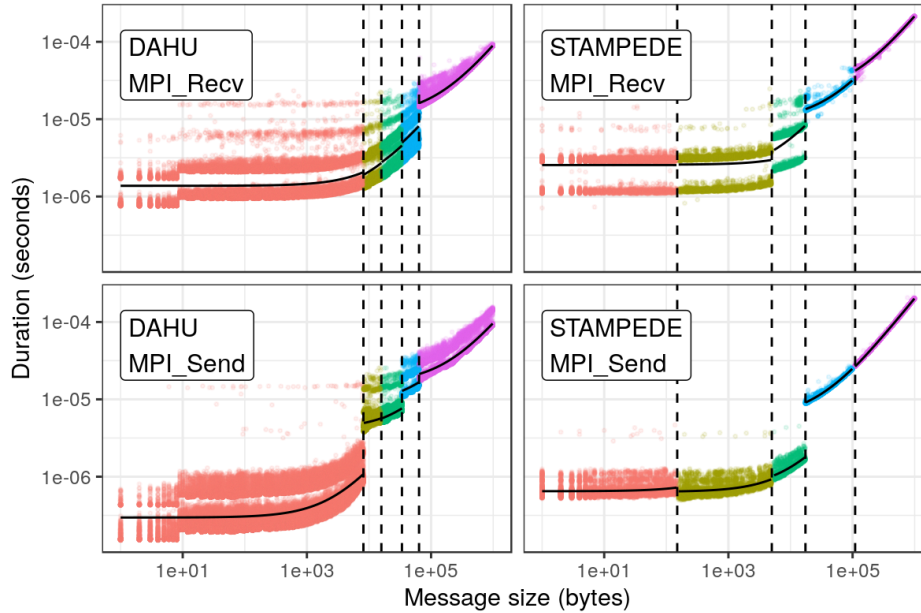 DAHU
MPI_Recv
STAMPEDE
MPI_Recv
1e-04
1e-05
1e-06
DAHU
MPI_Send
STAMPEDE
MPI_Send
1e-04
1e-05
1e-06
Duration (seconds)
1e+01
1e+03
1e+05
1e+01
1e+03
1e+05
Message size (bytes)